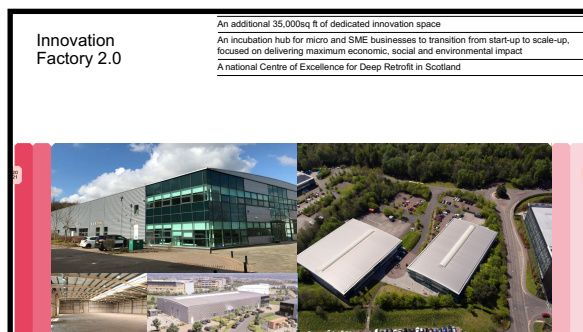 Innovation
Factory 2.0
An additional 35,000sq ft of dedicated innovation space
An incubation hub for micro and SME businesses to transition from start-up to scale-up,
focused on delivering maximum economic, social and environmental impact
A national Centre of Excellence for Deep Retrofit in Scotland